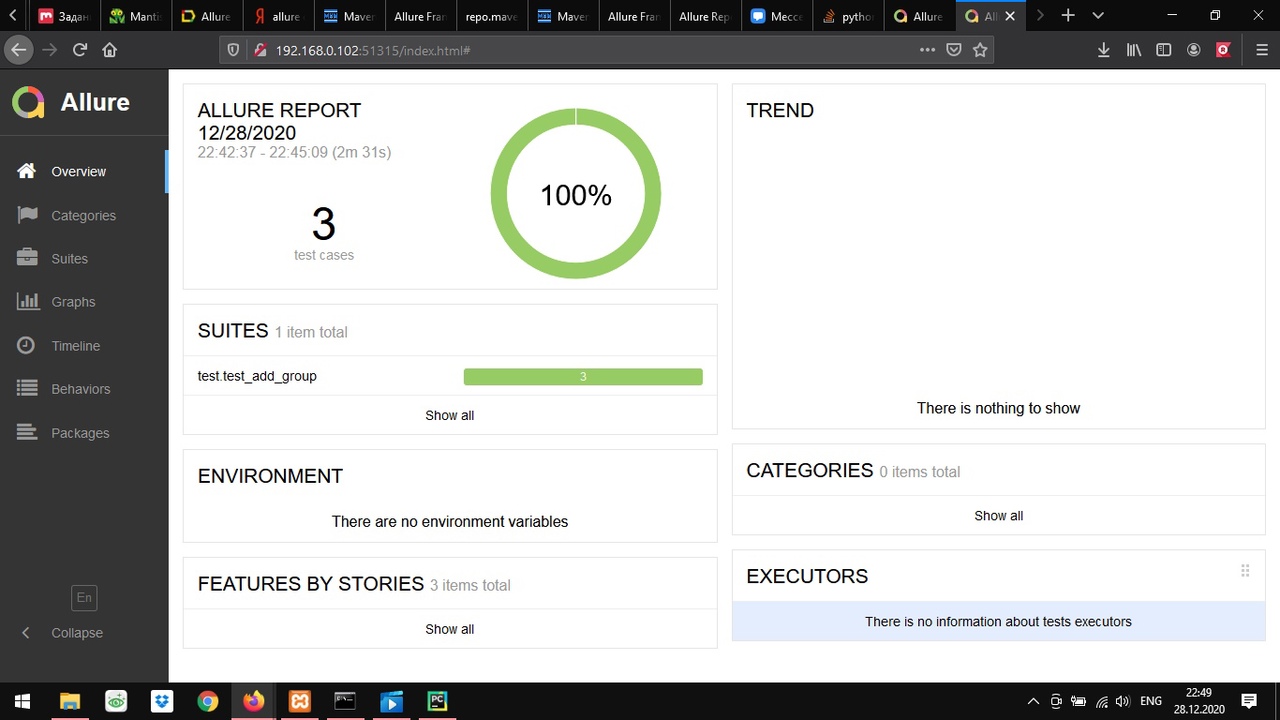 Задани
Mantis
Allure
allure
Maver
Allure Fran
repo.mave
Maver
Allure Fran
Allure Rep
Мессе
python
Allure
All
192.168.0.102:51315/index.html#
Allure
Overview
Categories
Suites
Graphs
Timeline
Behaviors
Packages
En
Collapse
ALLURE REPORT
12/28/2020
22:42:37 - 22:45:09 (2m 31s)
3
test cases
100%
SUITES 1 item total
test.test_add_group 3
Show all
ENVIRONMENT
There are no environment variables
FEATURES BY STORIES 3 items total
Show all
TREND
There is nothing to show
CATEGORIES 0 items total
Show all
EXECUTORS
There is no information about tests executors
PC
ENG
22:49
28.12.2020